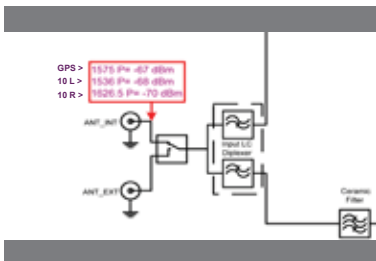 GPS > 1575 P= -67 dBm
10 L > 1536 P= -68 dBm
10 R > 1626.5 P= -70 dBm
ANT_INT
Input LC
Diplexer
ANT_EXT
Ceramic
Filter